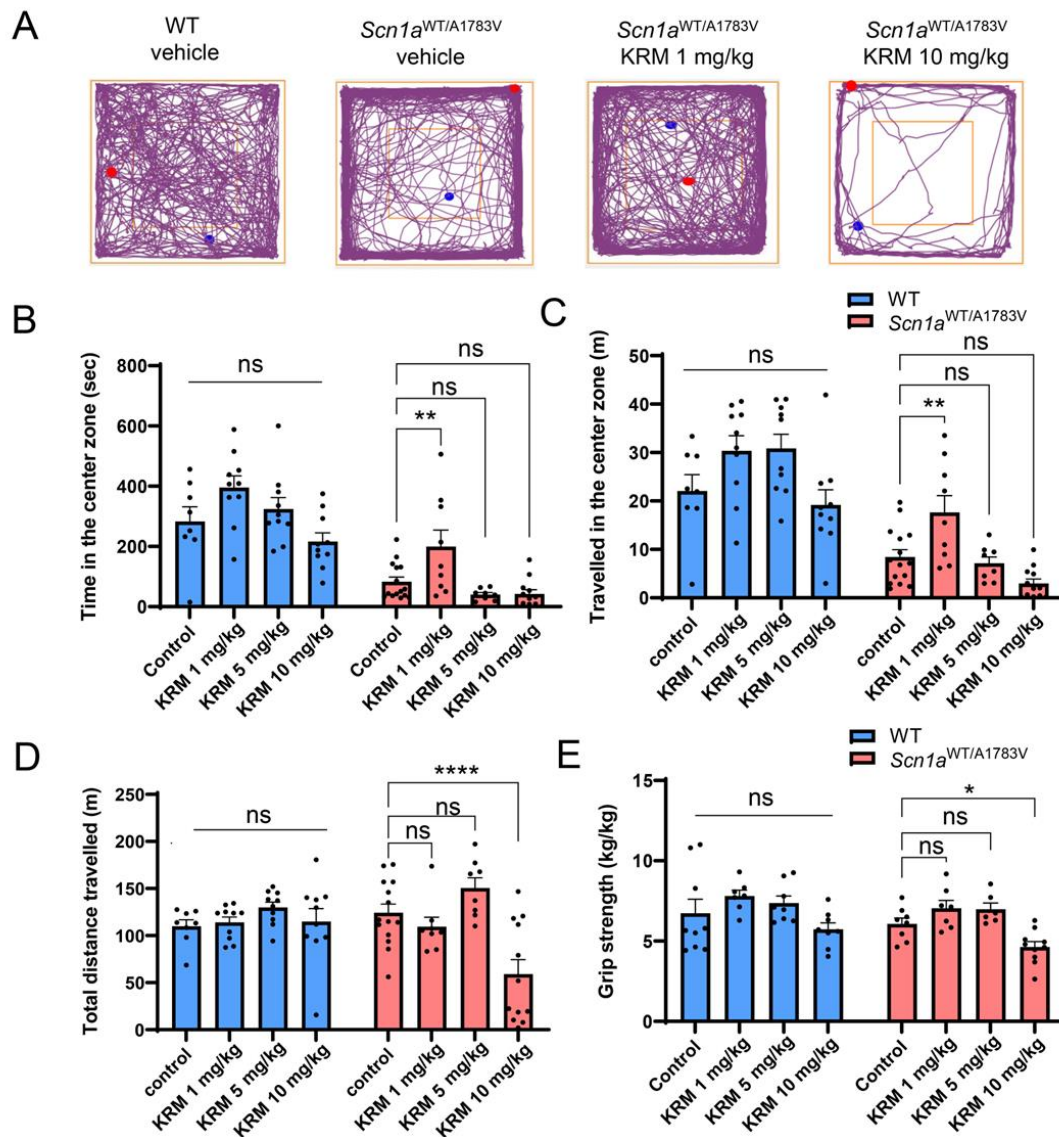 A
WT
vehicle
Scn1aWT/A1783V
vehicle
Scn1aWT/A1783V
KRM 1 mg/kg
Scn1aWT/A1783V
KRM 10 mg/kg
B
Time in the center zone (sec)
800
600
400
200
0
ns
ns
ns
**
Control
KRM 1 mg/kg
KRM 5 mg/kg
KRM 10 mg/kg
Control
KRM 1 mg/kg
KRM 5 mg/kg
KRM 10 mg/kg
C
WT
Scn1aWT/A1783V
Travelled in the center zone (m)
50
40
30
20
10
0
ns
ns
ns
**
control
KRM 1 mg/kg
KRM 5 mg/kg
KRM 10 mg/kg
Control
KRM 1 mg/kg
KRM 5 mg/kg
KRM 10 mg/kg
D
Total distance travelled (m)
250
200
150
100
50
0
ns
****
ns
ns
control
KRM 1 mg/kg
KRM 5 mg/kg
KRM 10 mg/kg
control
KRM 1 mg/kg
KRM 5 mg/kg
KRM 10 mg/kg
E
WT
Scn1aWT/A1783V
Grip strength (kg/kg)
15
10
5
0
ns
*
ns
ns
Control
KRM 1 mg/kg
KRM 5 mg/kg
KRM 10 mg/kg
Control
KRM 1 mg/kg
KRM 5 mg/kg
KRM 10 mg/kg